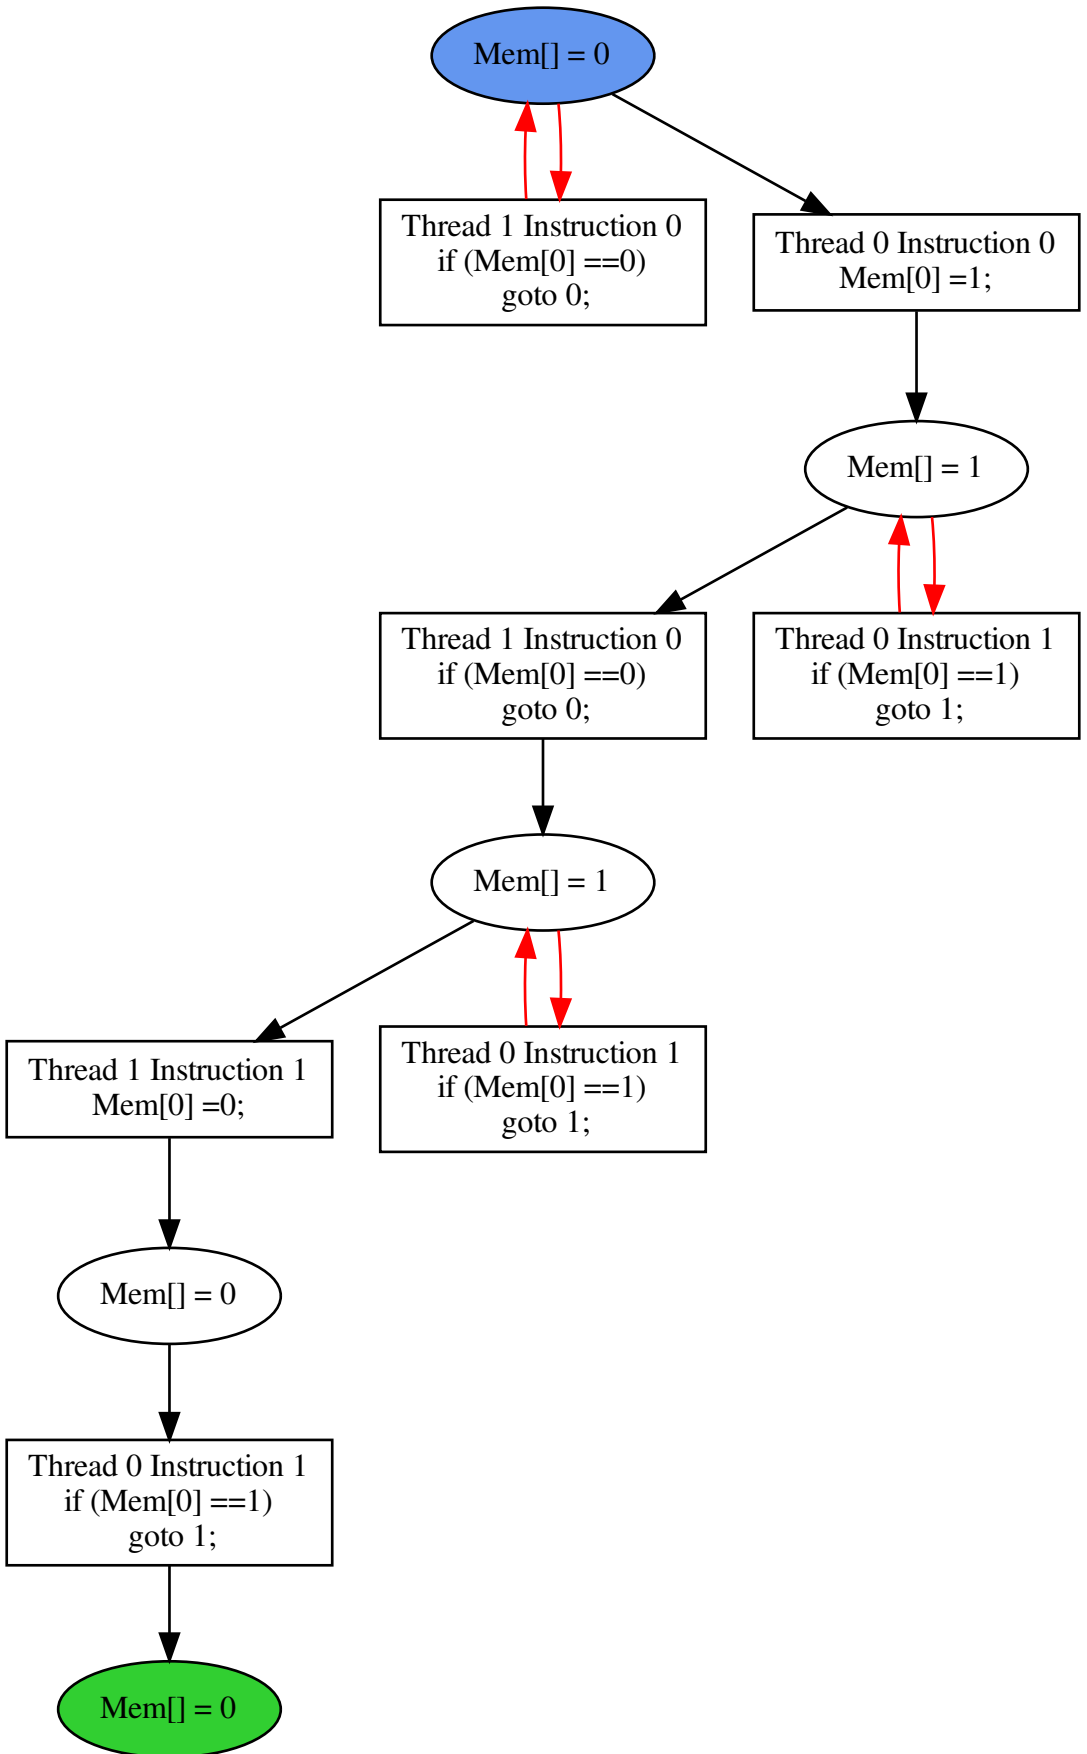 Mem[] = 0
Thread 1 Instruction 0
if (Mem[0] ==0)
goto 0;
Thread 0 Instruction 0
Mem[0] =1;
Mem[] = 1
Thread 1 Instruction 0
if (Mem[0] ==0)
goto 0;
Thread 0 Instruction 1
if (Mem[0] ==1)
goto 1;
Mem[] = 1
Thread 1 Instruction 1
Mem[0] =0;
Thread 0 Instruction 1
if (Mem[0] ==1)
goto 1;
Mem[] = 0
Thread 0 Instruction 1
if (Mem[0] ==1)
goto 1;
Mem[] = 0